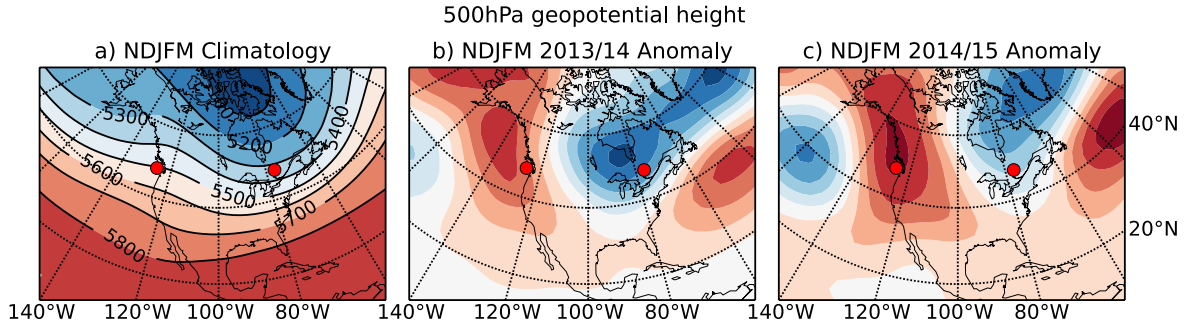 500hPa geopotential height
a) NDJFM Climatology
b) NDJFM 2013/14 Anomaly
c) NDJFM 2014/15 Anomaly
5300
5200
5400
5600
5500
5700
5800
40°N
20°N
140°W 120°W 100°W 80°W
140°W 120°W 100°W 80°W
140°W 120°W 100°W 80°W